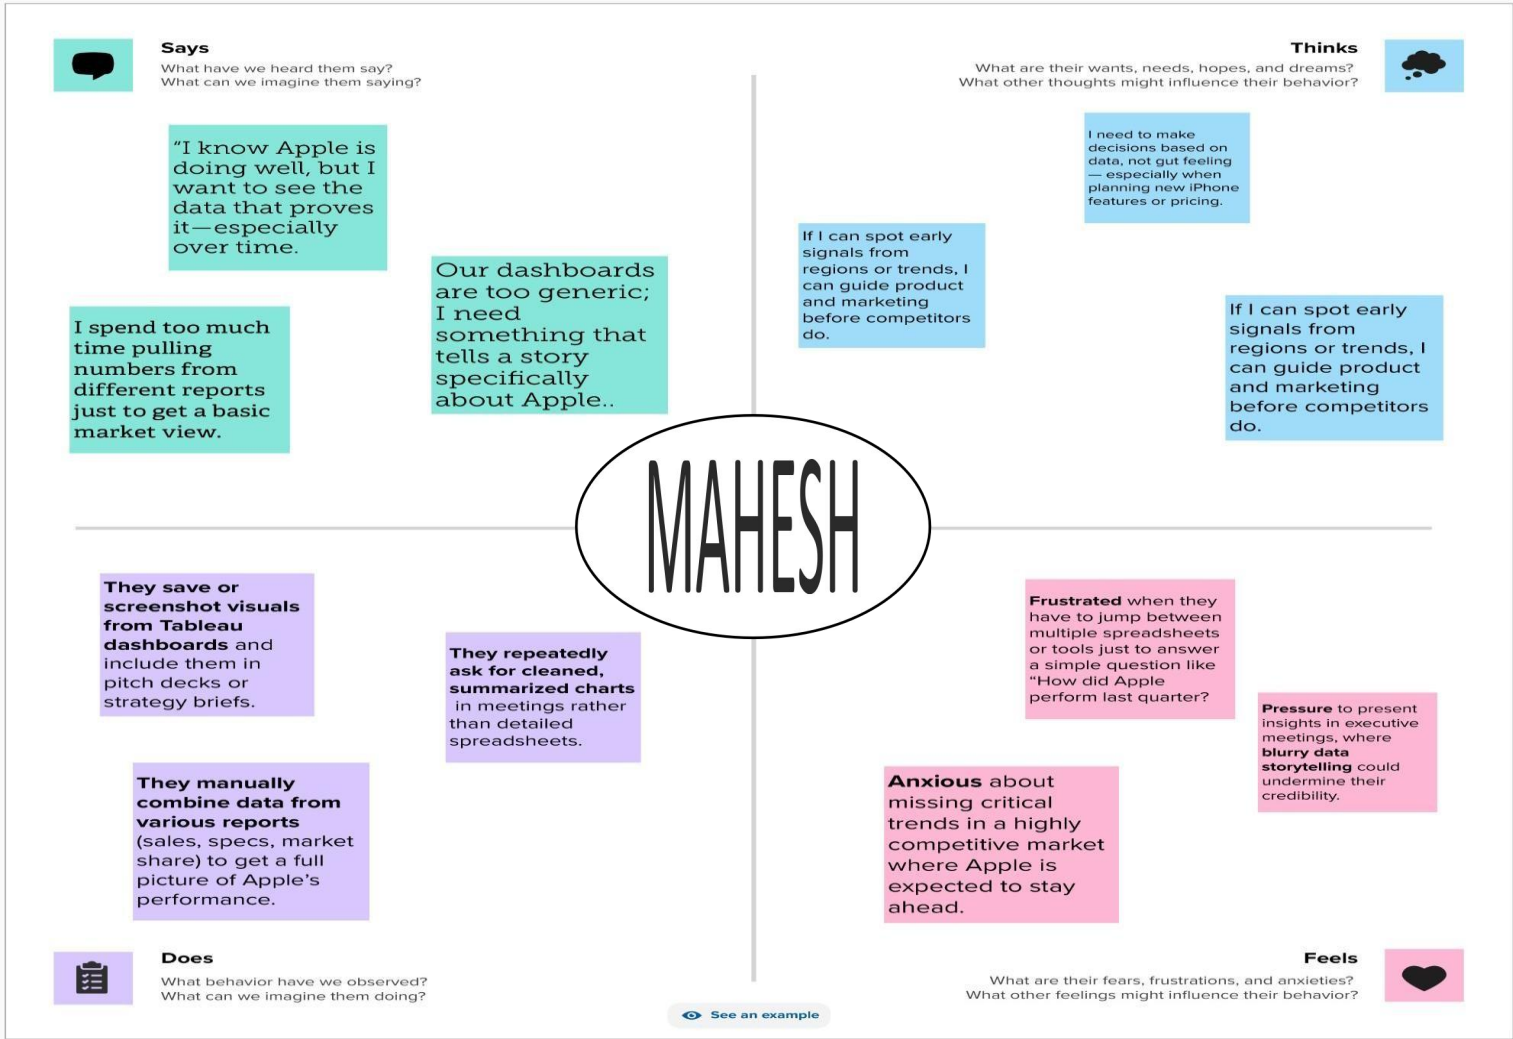 Says
What have we heard them say?
What can we imagine them saying?
“I know Apple is
doing well, but I
want to see the
data that proves
it—especially
over time.
Our dashboards
are too generic;
I need
something that
tells a story
specifically
about Apple..
I spend too much
time pulling
numbers from
different reports
just to get a basic
market view.
Thinks
What are their wants, needs, hopes, and dreams?
What other thoughts might influence their behavior?
I need to make
decisions based on
data, not gut feeling
— especially when
planning new iPhone
features or pricing.
If I can spot early
signals from
regions or trends, I
can guide product
and marketing
before competitors
do.
If I can spot early
signals from
regions or trends, I
can guide product
and marketing
before competitors
do.
MAHESH
They save or
screenshot visuals
from Tableau
dashboards and
include them in
pitch decks or
strategy briefs.
They repeatedly
ask for cleaned,
summarized charts
in meetings rather
than detailed
spreadsheets.
They manually
combine data from
various reports
(sales, specs, market
share) to get a full
picture of Apple’s
performance.
Does
What behavior have we observed?
What can we imagine them doing?
Frustrated when they
have to jump between
multiple spreadsheets
or tools just to answer
a simple question like
“How did Apple
perform last quarter?
Pressure to present
insights in executive
meetings, where
blurry data
storytelling could
undermine their
credibility.
Anxious about
missing critical
trends in a highly
competitive market
where Apple is
expected to stay
ahead.
Feels
What are their fears, frustrations, and anxieties?
What other feelings might influence their behavior?
See an example